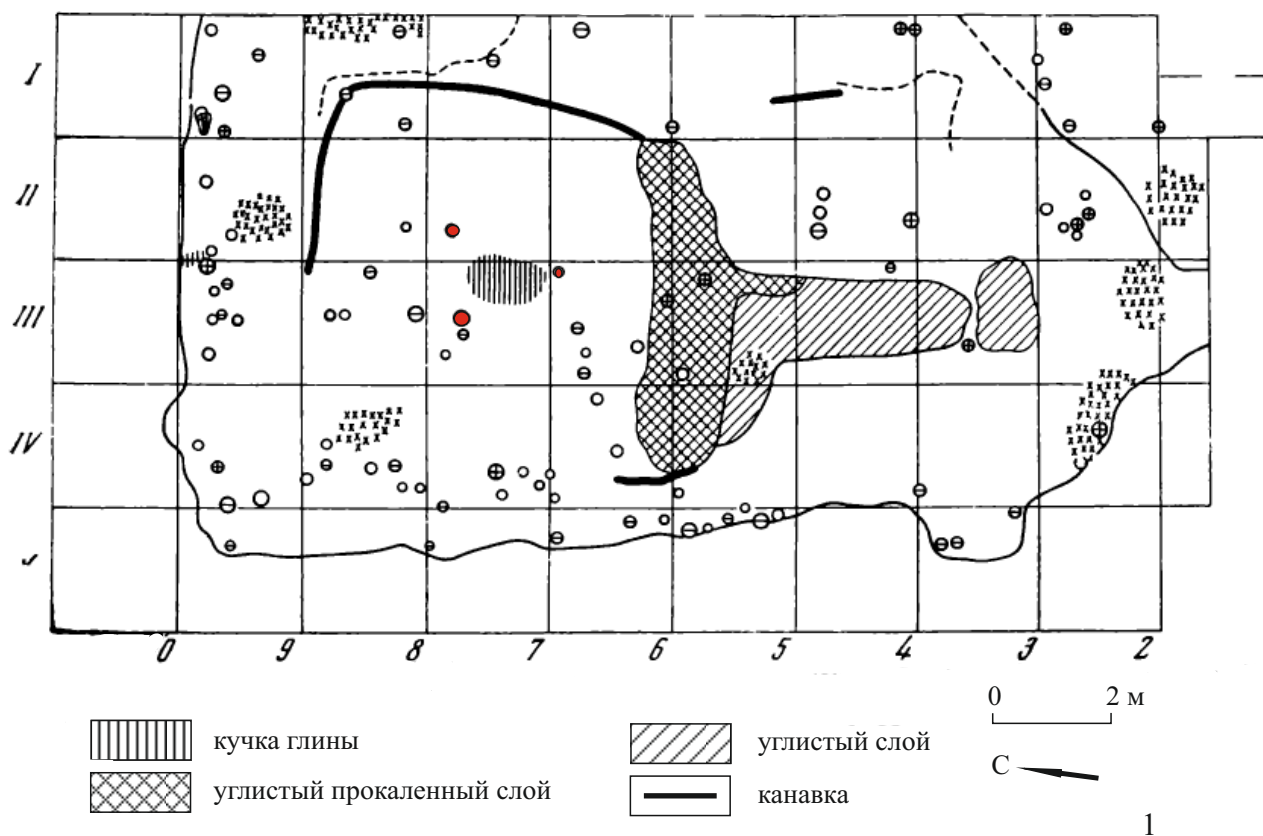 I
II
III
IV
V
0 9 8 7 6 5 4 3 2
0 2 м
кучка глины
углистый слой
С
углистый прокаленный слой
канавка
1